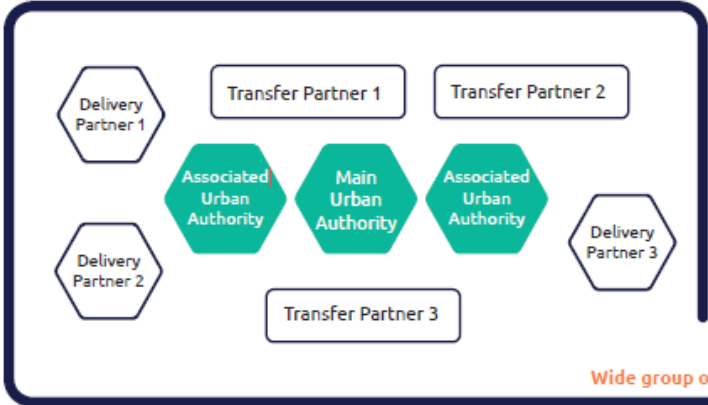 Delivery
Partner 1
Transfer Partner 1
Transfer Partner 2
Associated
Urban
Authority
Main
Urban
Authority
Associated
Urban
Authority
Delivery
Partner 2
Delivery
Partner 3
Transfer Partner 3
Wide group o